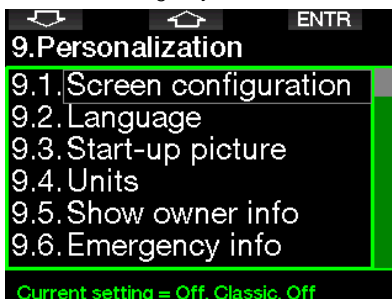 ENTR
9.Personalization
9.1.Screen configuration
9.2.Language
9.3.Start-up picture
9.4.Units
9.5.Show owner info
9.6.Emergency info
Current setting = Off, Classic, Off